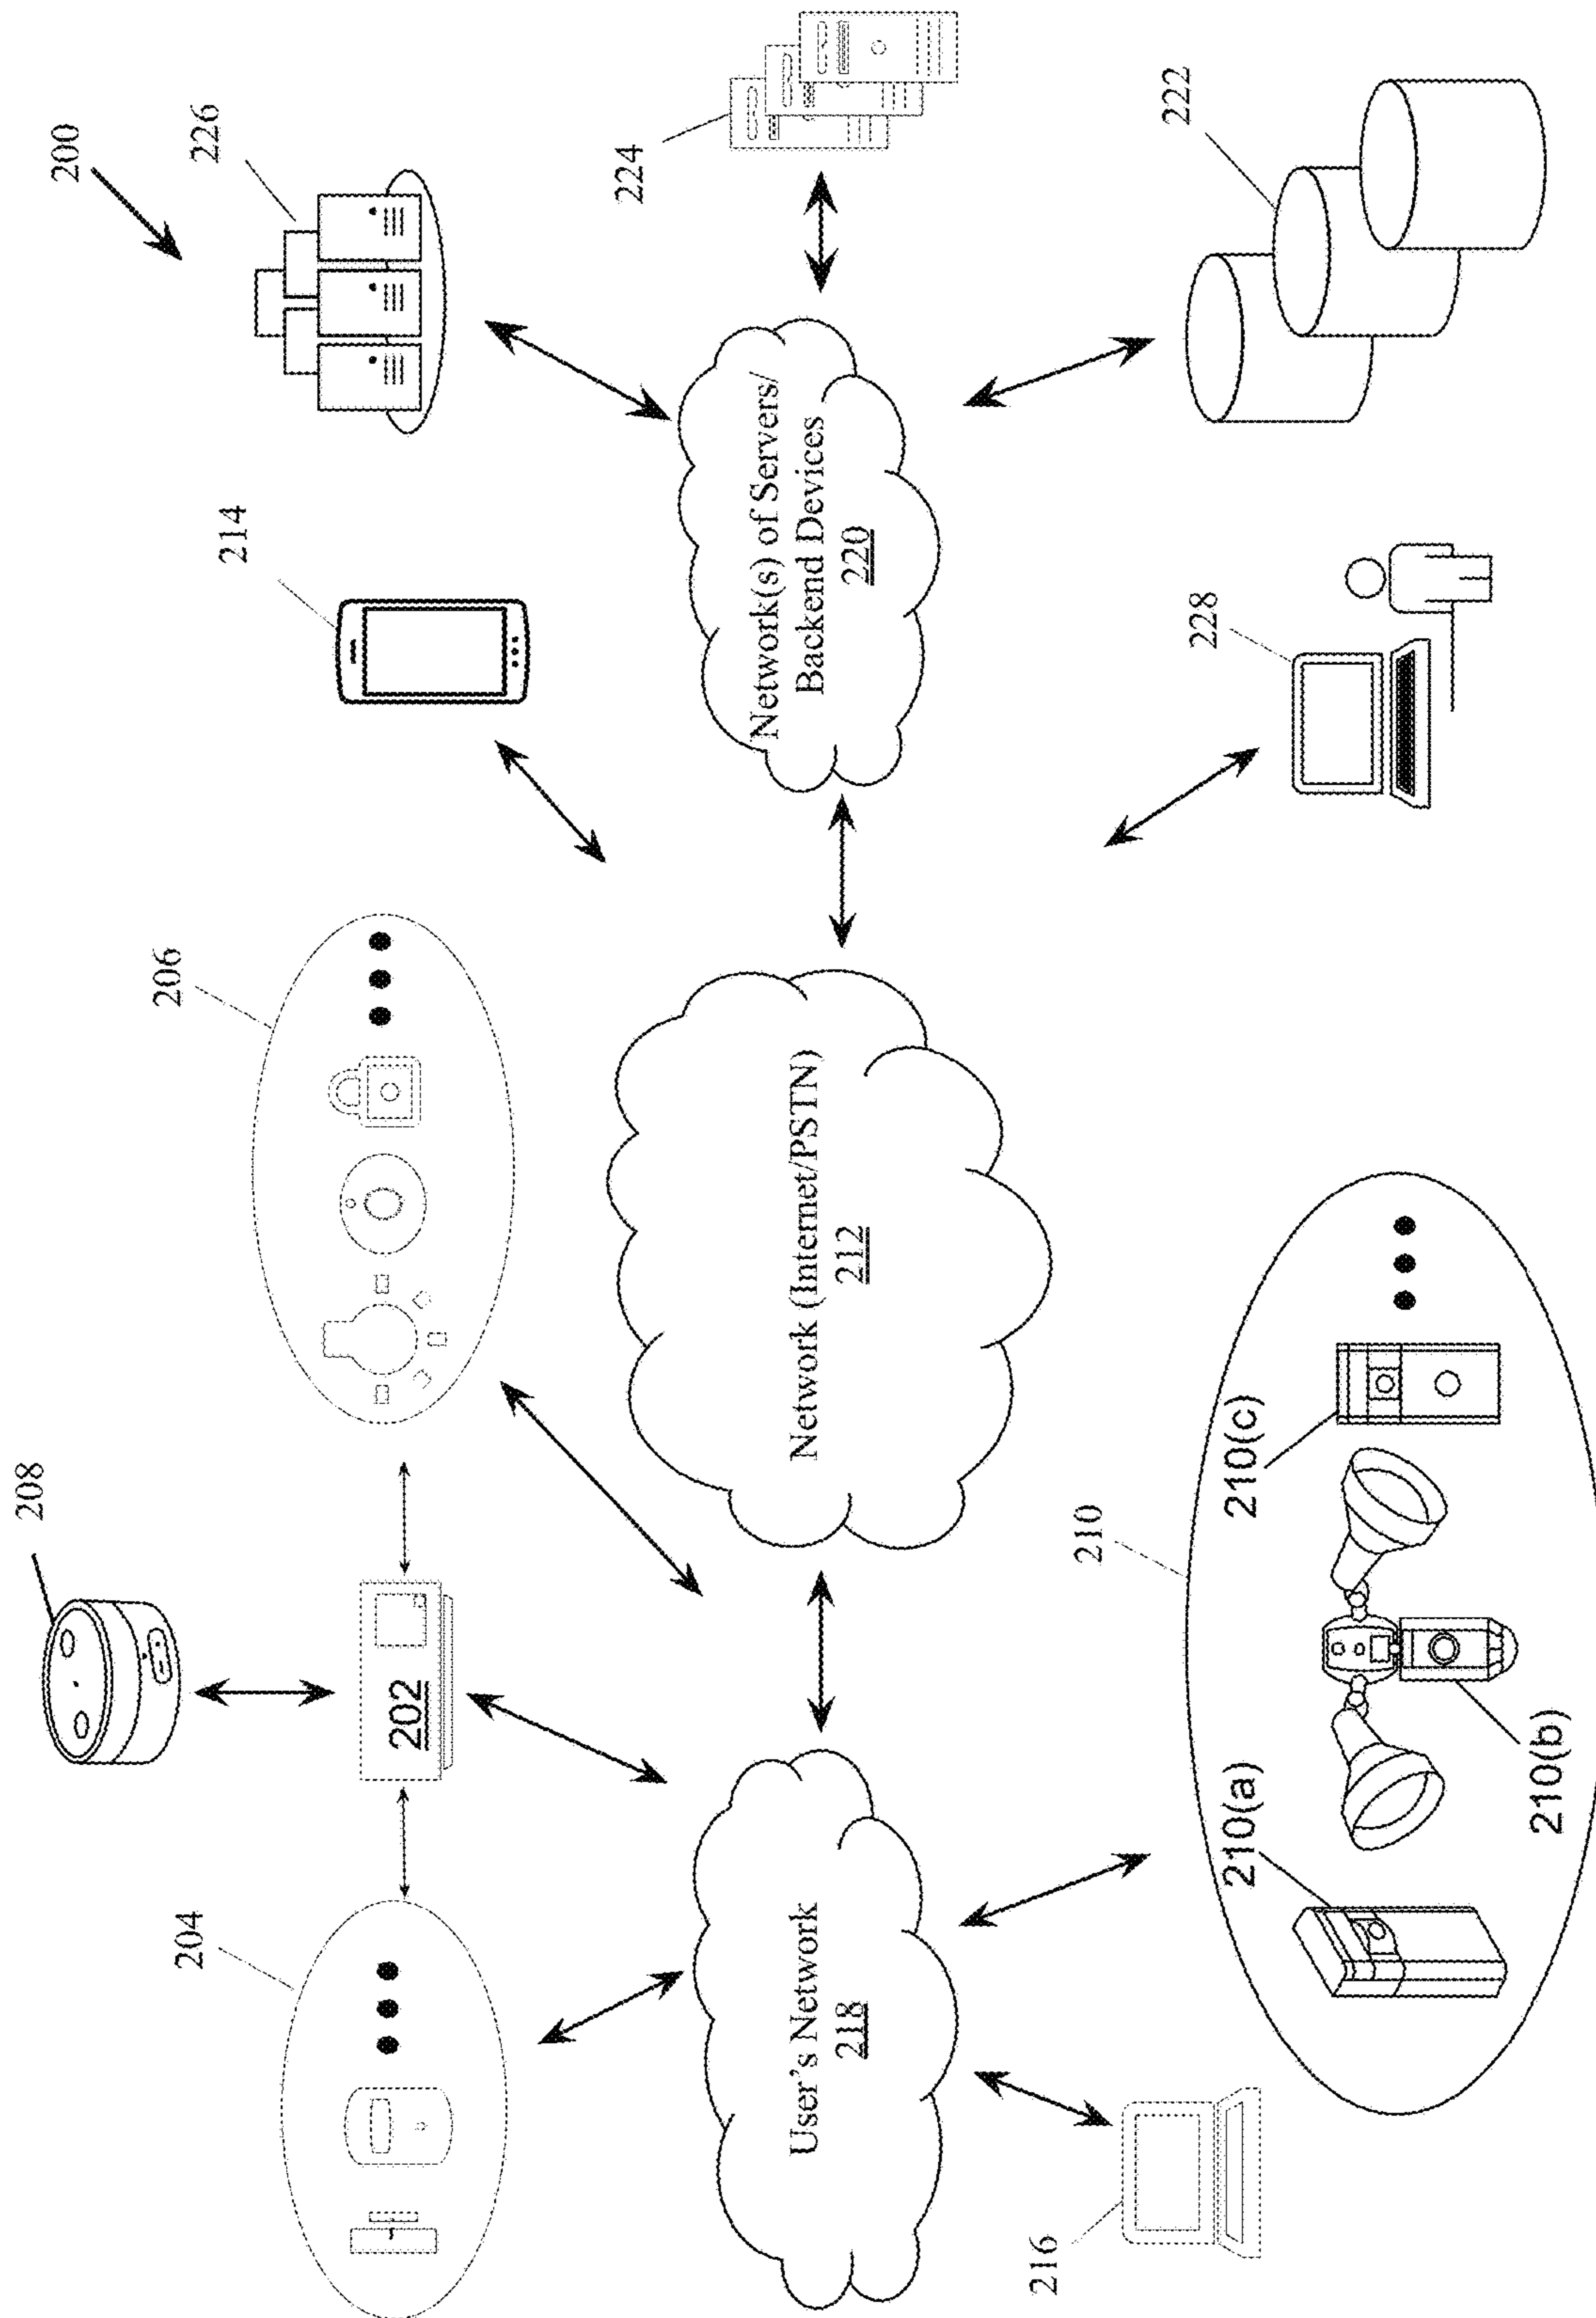 200
208
204
202
206
214
226
User's Network
218
Network (Internet/PSTN)
212
Network(s) of Servers/
Backend Devices
220
224
216
210
210(a)
210(b)
210(c)
228
222